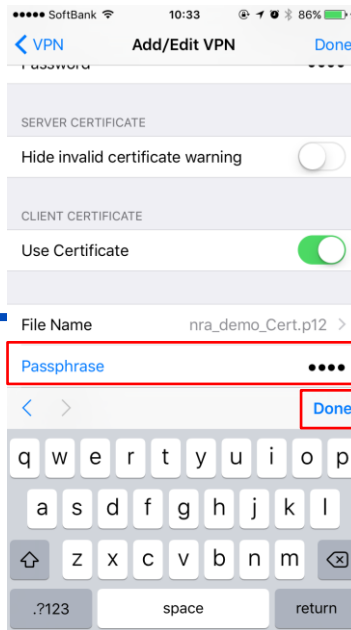 ●●●●● SoftBank 10:33 86%
VPN Add/Edit VPN Done
Password ●●●●
SERVER CERTIFICATE
Hide invalid certificate warning
CLIENT CERTIFICATE
Use Certificate
File Name nra_demo_Cert.p12 >
Passphrase ●●●●
< > Done
q w e r t y u i o p
a s d f g h j k l
z x c v b n m
.?123 space return